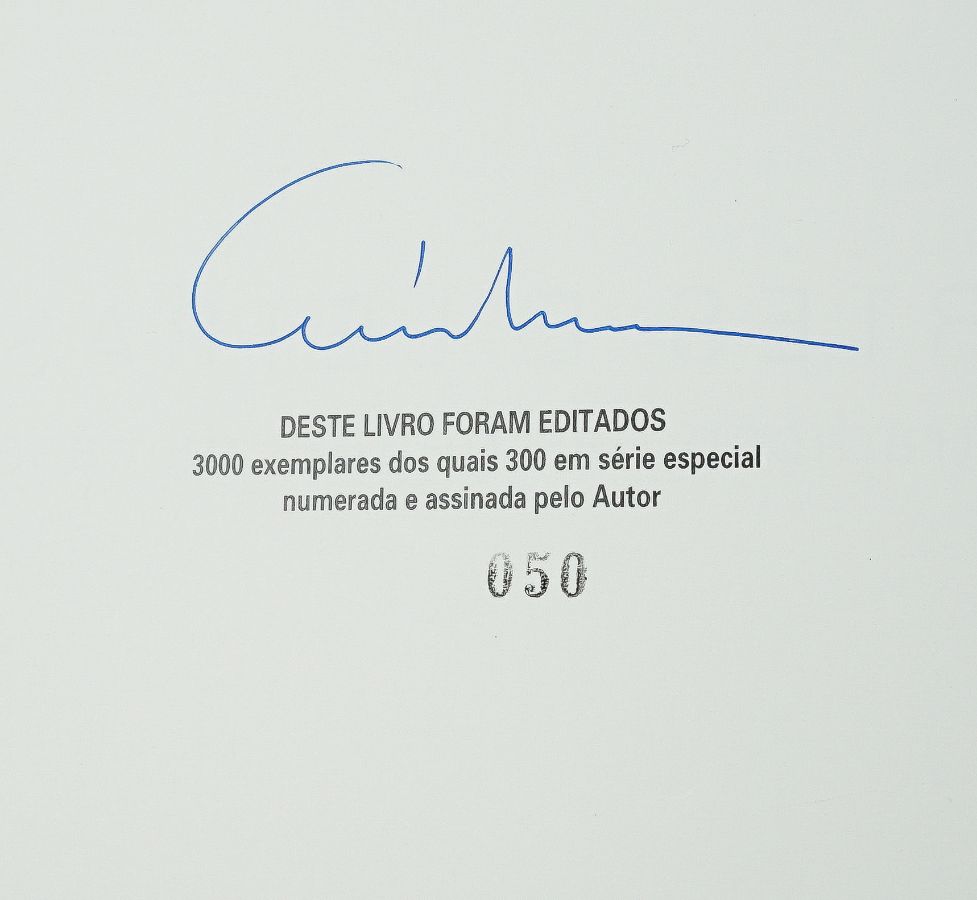 DESTE LIVRO FORAM EDITADOS
3000 exemplares dos quais 300 em série especial
numerada e assinada pelo Autor
050